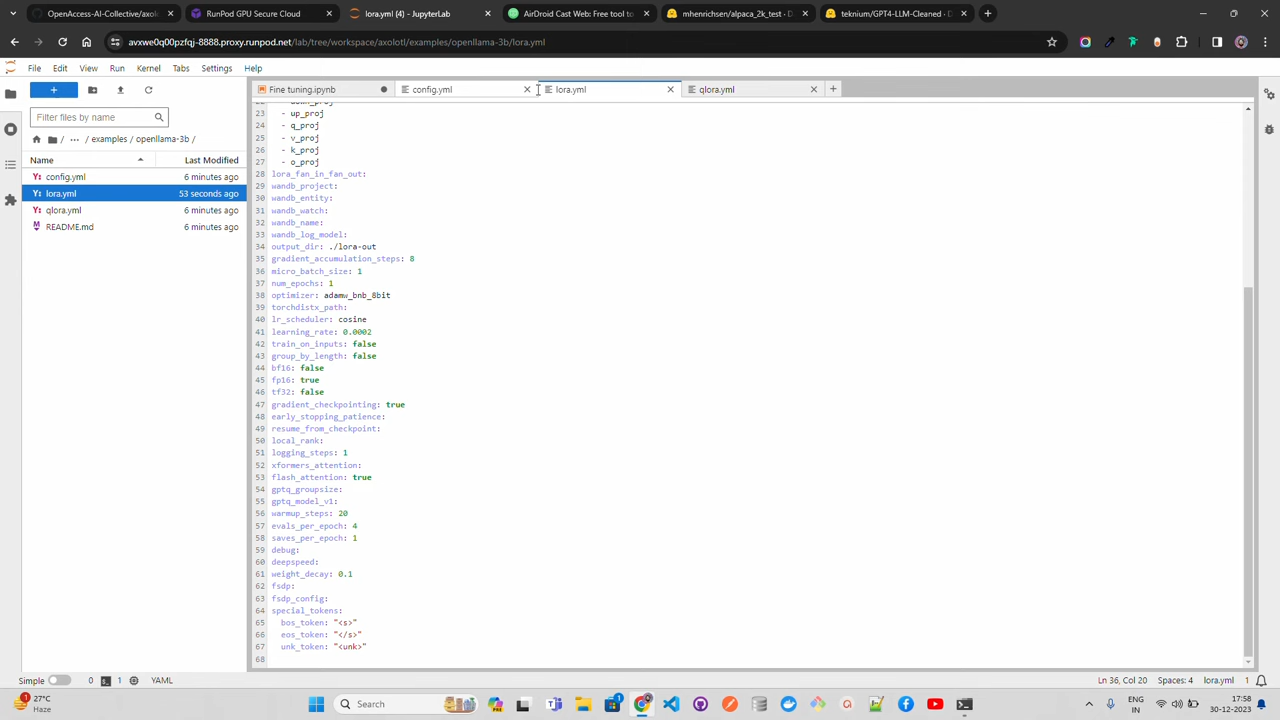 OpenAccess-AI-Collective/axolo
RunPod GPU Secure Cloud
lora.yml (4) - JupyterLab
AirDroid Cast Web: Free tool to
mhenrichsen/alpaca_2k_test · D
teknium/GPT4-LLM-Cleaned · D
avxwe0q00pzfqj-8888.proxy.runpod.net/lab/tree/workspace/axolotl/examples/openllama-3b/lora.yml
File Edit View Run Kernel Tabs Settings Help
Fine tuning.ipynb
config.yml
lora.yml
qlora.yml
Filter files by name
/ ... / examples / openllama-3b /
Name Last Modified
config.yml 6 minutes ago
lora.yml 53 seconds ago
qlora.yml 6 minutes ago
README.md 6 minutes ago
23 - up_proj
24 - q_proj
25 - v_proj
26 - k_proj
27 - o_proj
28 lora_fan_in_fan_out:
29 wandb_project:
30 wandb_entity:
31 wandb_watch:
32 wandb_name:
33 wandb_log_model:
34 output_dir: ./lora-out
35 gradient_accumulation_steps: 8
36 micro_batch_size: 1
37 num_epochs: 1
38 optimizer: adamw_bnb_8bit
39 torchdistx_path:
40 lr_scheduler: cosine
41 learning_rate: 0.0002
42 train_on_inputs: false
43 group_by_length: false
44 bf16: false
45 fp16: true
46 tf32: false
47 gradient_checkpointing: true
48 early_stopping_patience:
49 resume_from_checkpoint:
50 local_rank:
51 logging_steps: 1
52 xformers_attention:
53 flash_attention: true
54 gptq_groupsize:
55 gptq_model_v1:
56 warmup_steps: 20
57 evals_per_epoch: 4
58 saves_per_epoch: 1
59 debug:
60 deepspeed:
61 weight_decay: 0.1
62 fsdp:
63 fsdp_config:
64 special_tokens:
65 bos_token: "<s>"
66 eos_token: "</s>"
67 unk_token: "<unk>"
68
Simple 0 1 YAML
Ln 36, Col 20 Spaces: 4 lora.yml 1
27°C
Haze
Search
ENG
IN
17:58
30-12-2023